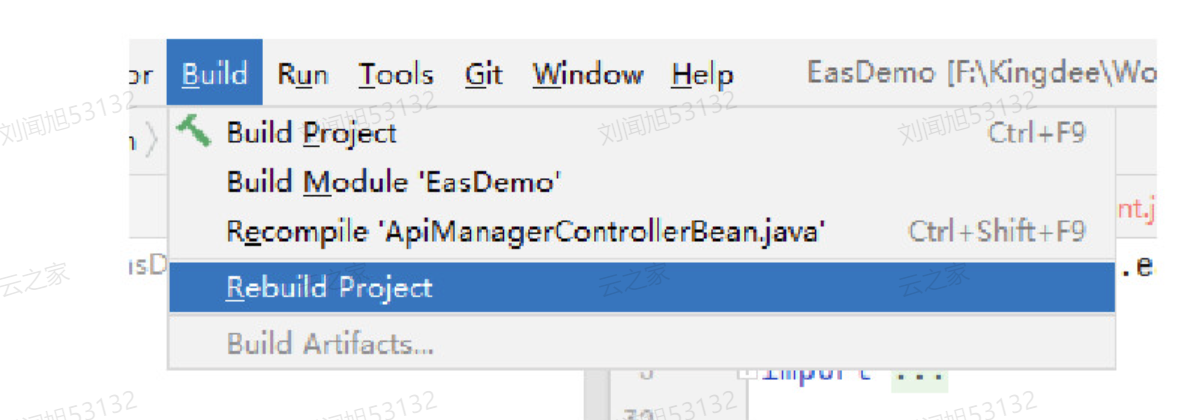 or Build Run Tools Git Window Help EasDemo [F:\Kingdee\Wo
Build Project Ctrl+F9
Build Module 'EasDemo'
Recompile 'ApiManagerControllerBean.java' Ctrl+Shift+F9
nt.j
asD
Rebuild Project
.e
Build Artifacts...
import ...
32
刘闻旭53132
刘闻旭53132
刘闻旭53132
刘闻旭53132
云之家
云之家
云之家
刘闻旭53132
刘闻旭53132
刘闻旭53132
刘闻旭53132